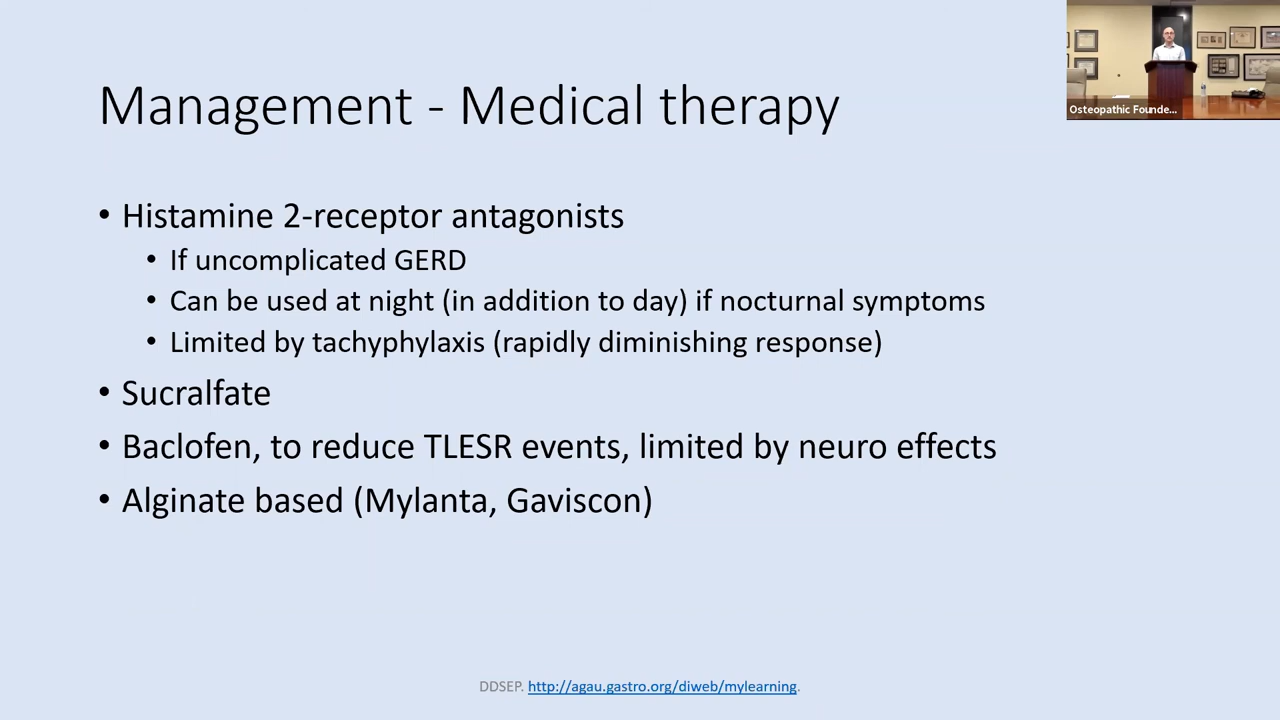 Osteopathic Founde...
Management - Medical therapy
• Histamine 2-receptor antagonists
• If uncomplicated GERD
• Can be used at night (in addition to day) if nocturnal symptoms
• Limited by tachyphylaxis (rapidly diminishing response)
• Sucralfate
• Baclofen, to reduce TLESR events, limited by neuro effects
• Alginate based (Mylanta, Gaviscon)
DDSEP. http://agau.gastro.org/diweb/mylearning.